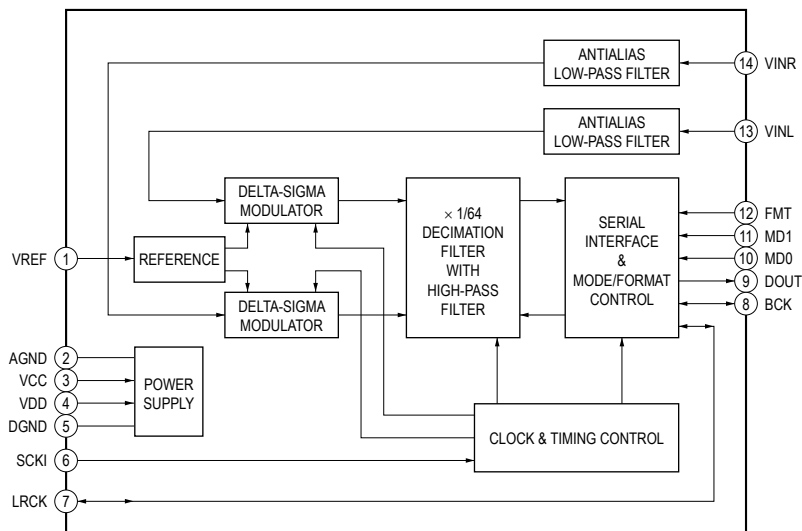 ANTIALIAS
LOW-PASS FILTER
14 VINR
ANTIALIAS
LOW-PASS FILTER
13 VINL
DELTA-SIGMA
MODULATOR
× 1/64
DECIMATION
FILTER
WITH
HIGH-PASS
FILTER
SERIAL
INTERFACE
&
MODE/FORMAT
CONTROL
12 FMT
11 MD1
10 MD0
9 DOUT
8 BCK
VREF 1
REFERENCE
DELTA-SIGMA
MODULATOR
AGND 2
VCC 3
VDD 4
DGND 5
POWER
SUPPLY
CLOCK & TIMING CONTROL
SCKI 6
LRCK 7